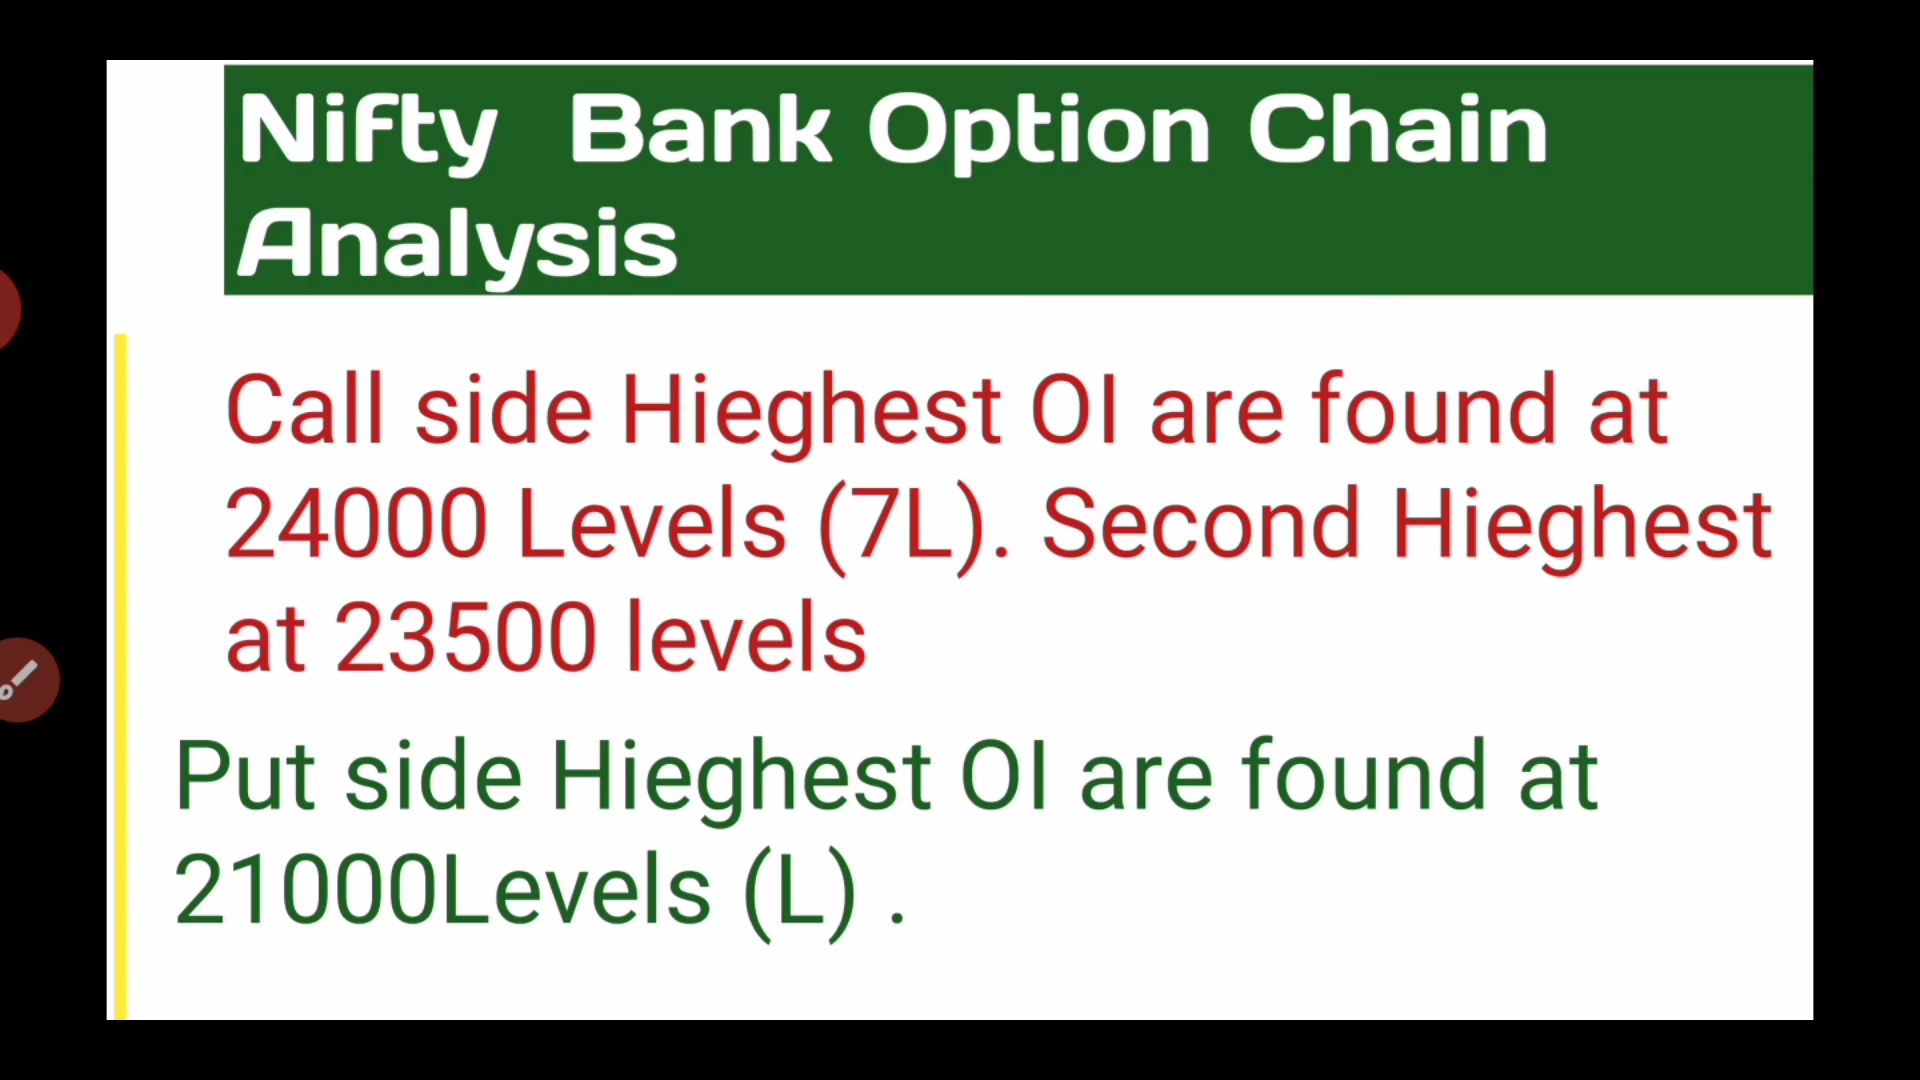 Nifty  Bank Option Chain
Analysis
Call side Hieghest OI are found at
24000 Levels (7L). Second Hieghest
at 23500 levels
Put side Hieghest OI are found at
21000Levels (L) .